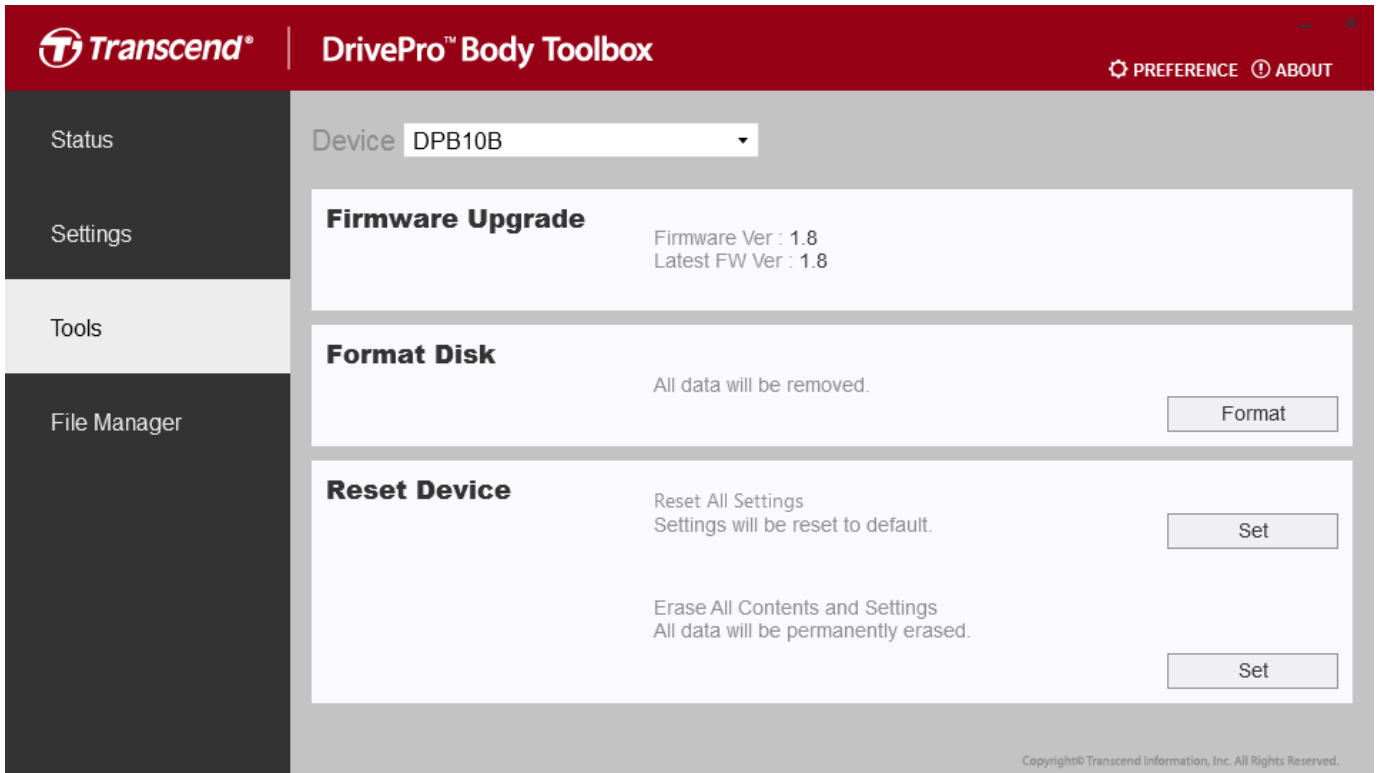 Transcend® DrivePro™ Body Toolbox
PREFERENCE ABOUT
Status
Settings
Tools
File Manager
Device DPB10B
Firmware Upgrade
Firmware Ver : 1.8
Latest FW Ver : 1.8
Format Disk
All data will be removed.
Format
Reset Device
Reset All Settings
Settings will be reset to default.
Set
Erase All Contents and Settings
All data will be permanently erased.
Set
Copyright© Transcend Information, Inc. All Rights Reserved.